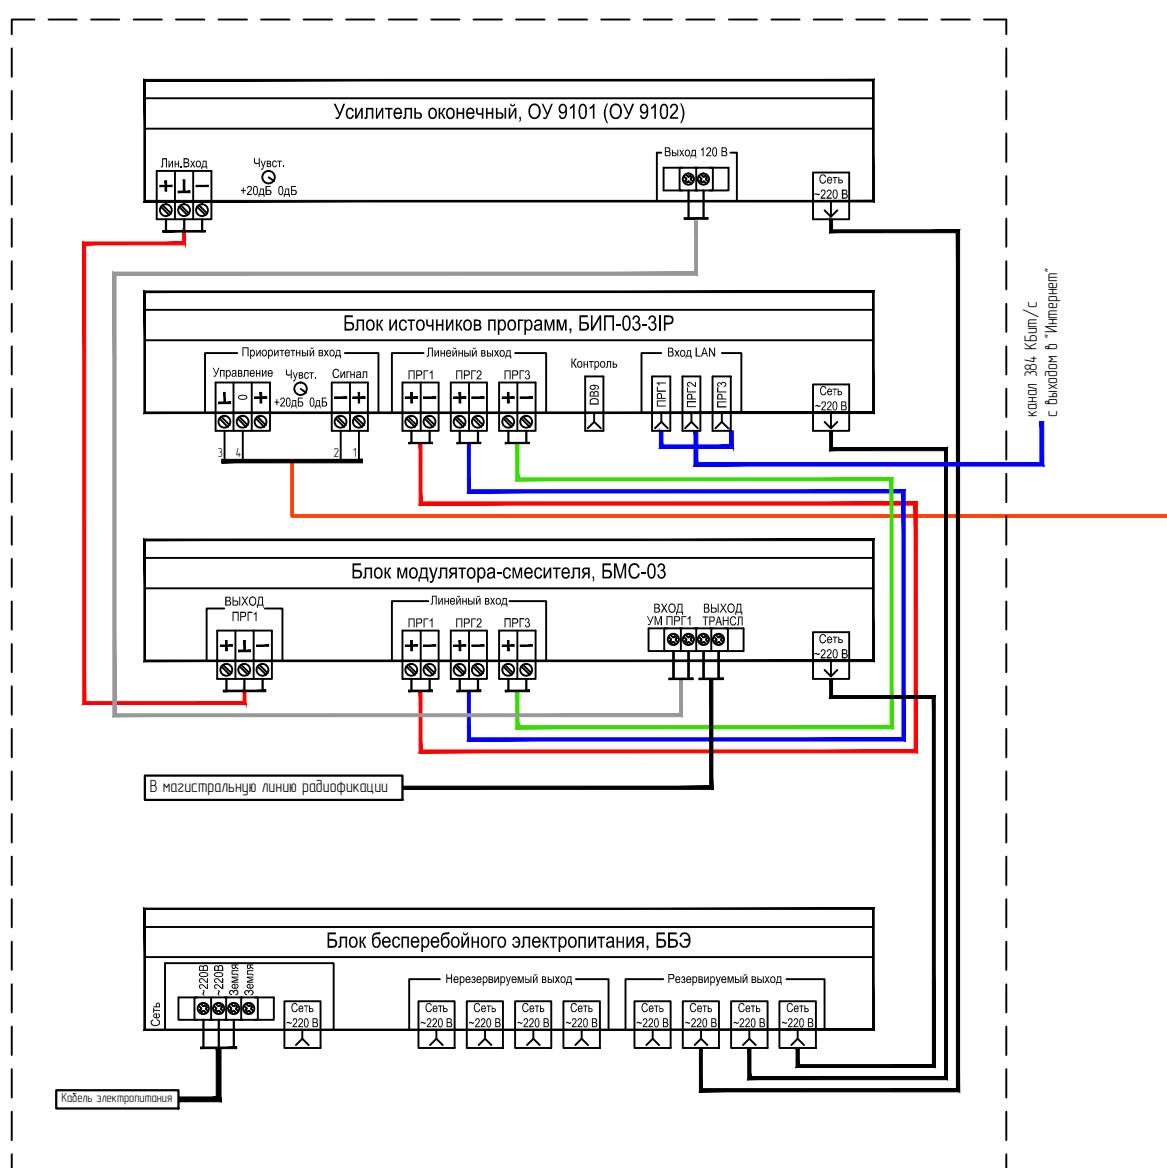 Усилитель оконечный, ОУ 9101 (ОУ 9102)
Лин.Вход
Чувст.
+20дБ 0дБ
Выход 120 В
Сеть
~220 В
+ ⊥ −
Блок источников программ, БИП-03-3IP
Приоритетный вход
Линейный выход
Вход LAN
Управление
Чувст.
+20дБ 0дБ
Сигнал
ПРГ1 ПРГ2 ПРГ3
Контроль
DB9
ПРГ1
ПРГ2
ПРГ3
Сеть
~220 В
⊥ 0 +
− +
+ − + − + −
3 4 2 1
канал 384 КБит/с
с выходом в "Интернет"
Блок модулятора-смесителя, БМС-03
ВЫХОД
ПРГ1
Линейный вход
ПРГ1 ПРГ2 ПРГ3
ВХОД ВЫХОД
УМ ПРГ1 ТРАНСЛ
Сеть
~220 В
+ ⊥ −
+ − + − + −
В магистральную линию радиофикации
Блок бесперебойного электропитания, ББЭ
Сеть
~220В
~220В
Земля
Земля
Сеть
~220 В
Нерезервируемый выход
Сеть Сеть Сеть Сеть
~220 В ~220 В ~220 В ~220 В
Резервируемый выход
Сеть Сеть Сеть Сеть
~220 В ~220 В ~220 В ~220 В
Кабель электропитания